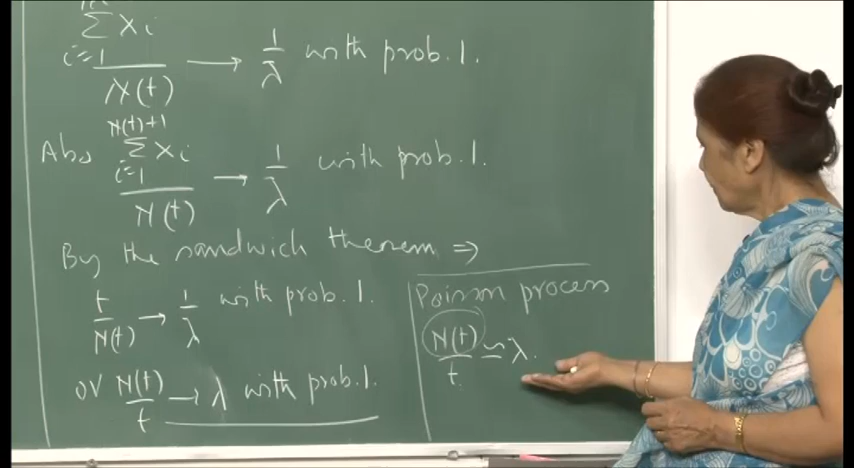 Σ Xi
i=1
N(t) → 1/λ with prob. 1.
N(t)+1
Also Σ Xi
i=1
N(t) → 1/λ with prob. 1.
By the sandwich theorem ⇒
t/N(t) → 1/λ with prob. 1.
or N(t)/t → λ with prob. 1.
Poisson process
N(t)/t ≃ λ.